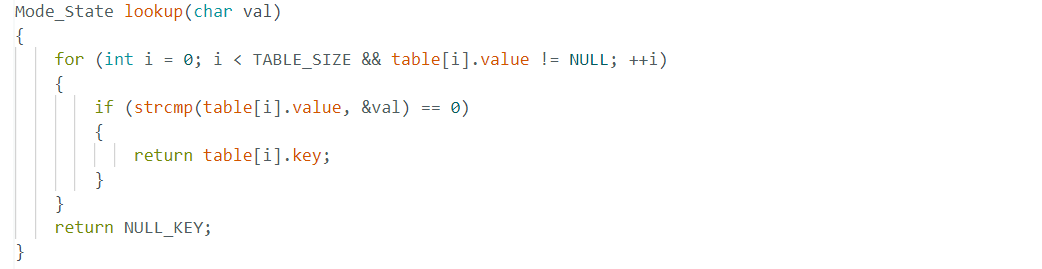 Mode_State lookup(char val)
{
    for (int i = 0; i < TABLE_SIZE && table[i].value != NULL; ++i)
    {
        if (strcmp(table[i].value, &val) == 0)
        {
            return table[i].key;
        }
    }
    return NULL_KEY;
}